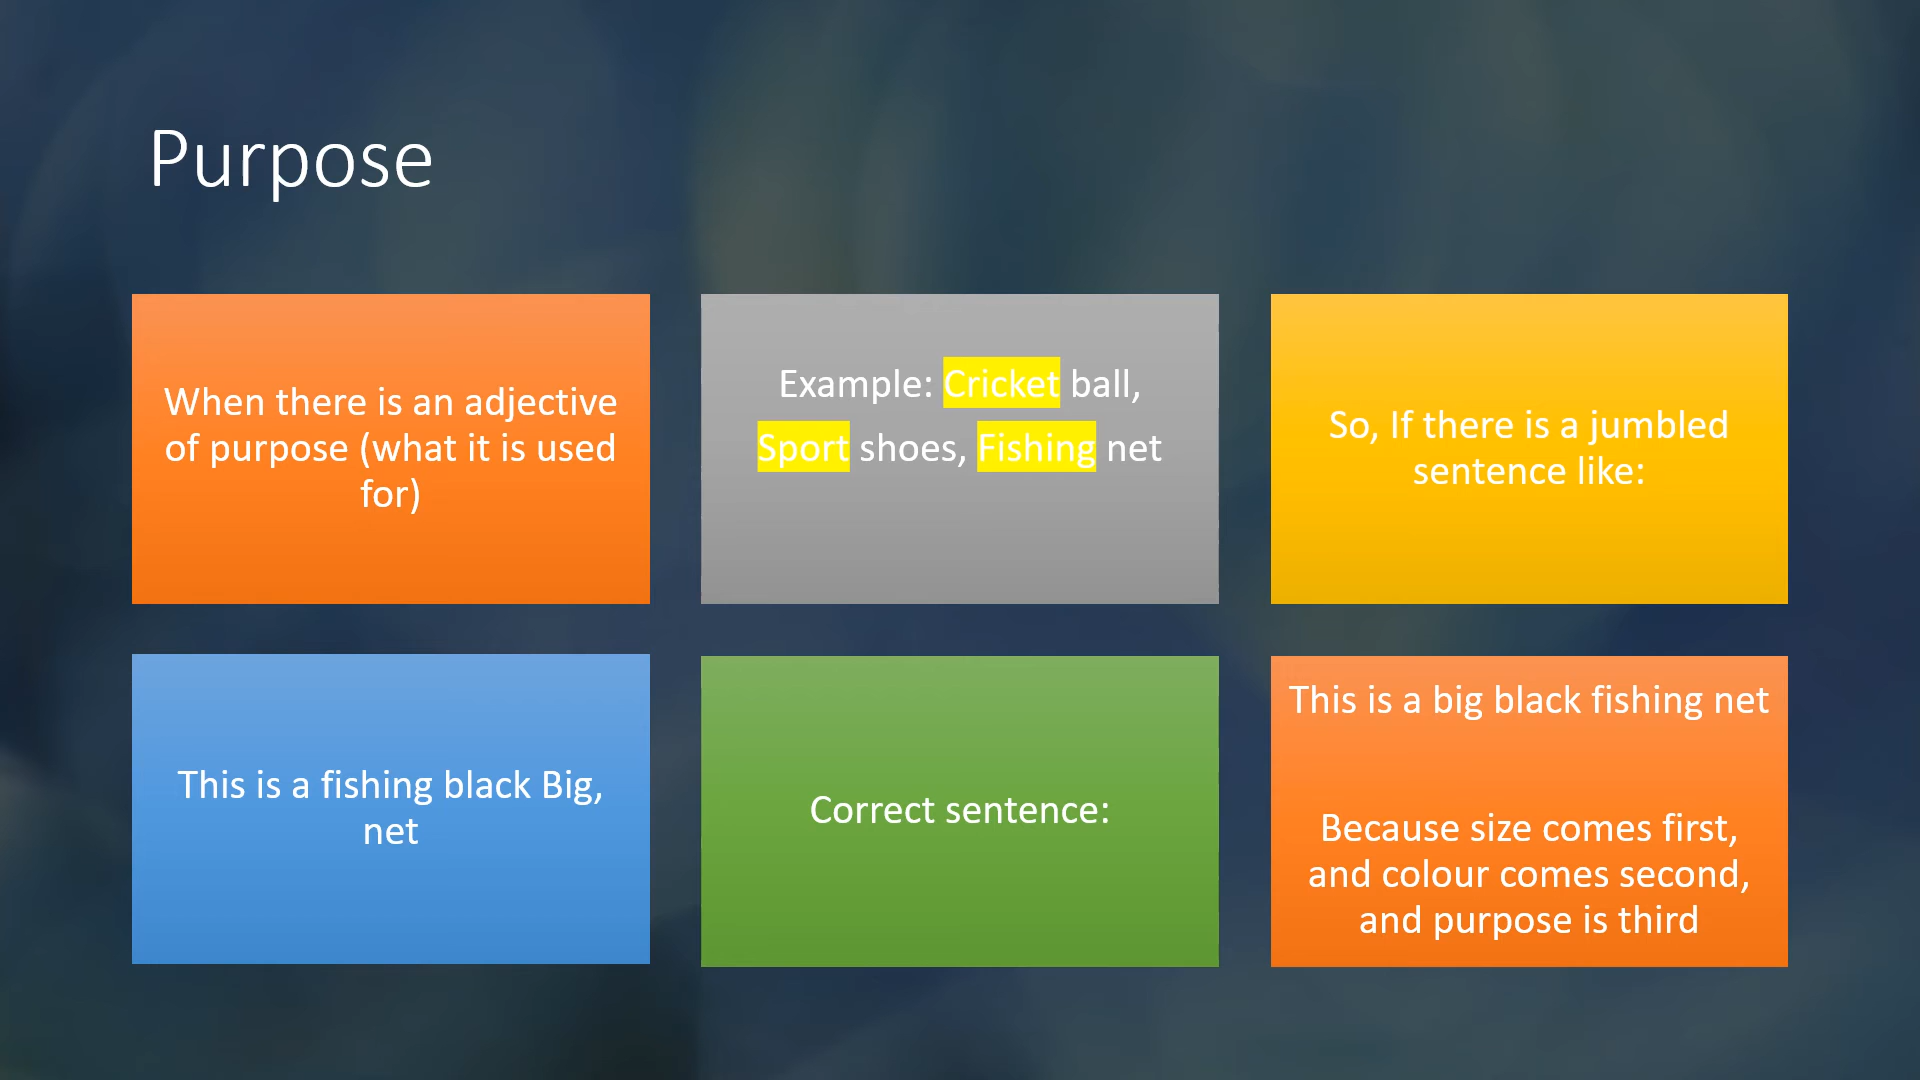 Purpose
When there is an adjective
of purpose (what it is used
for)
Example: Cricket ball,
Sport shoes, Fishing net
So, If there is a jumbled
sentence like:
This is a fishing black Big,
net
Correct sentence:
This is a big black fishing net
Because size comes first,
and colour comes second,
and purpose is third